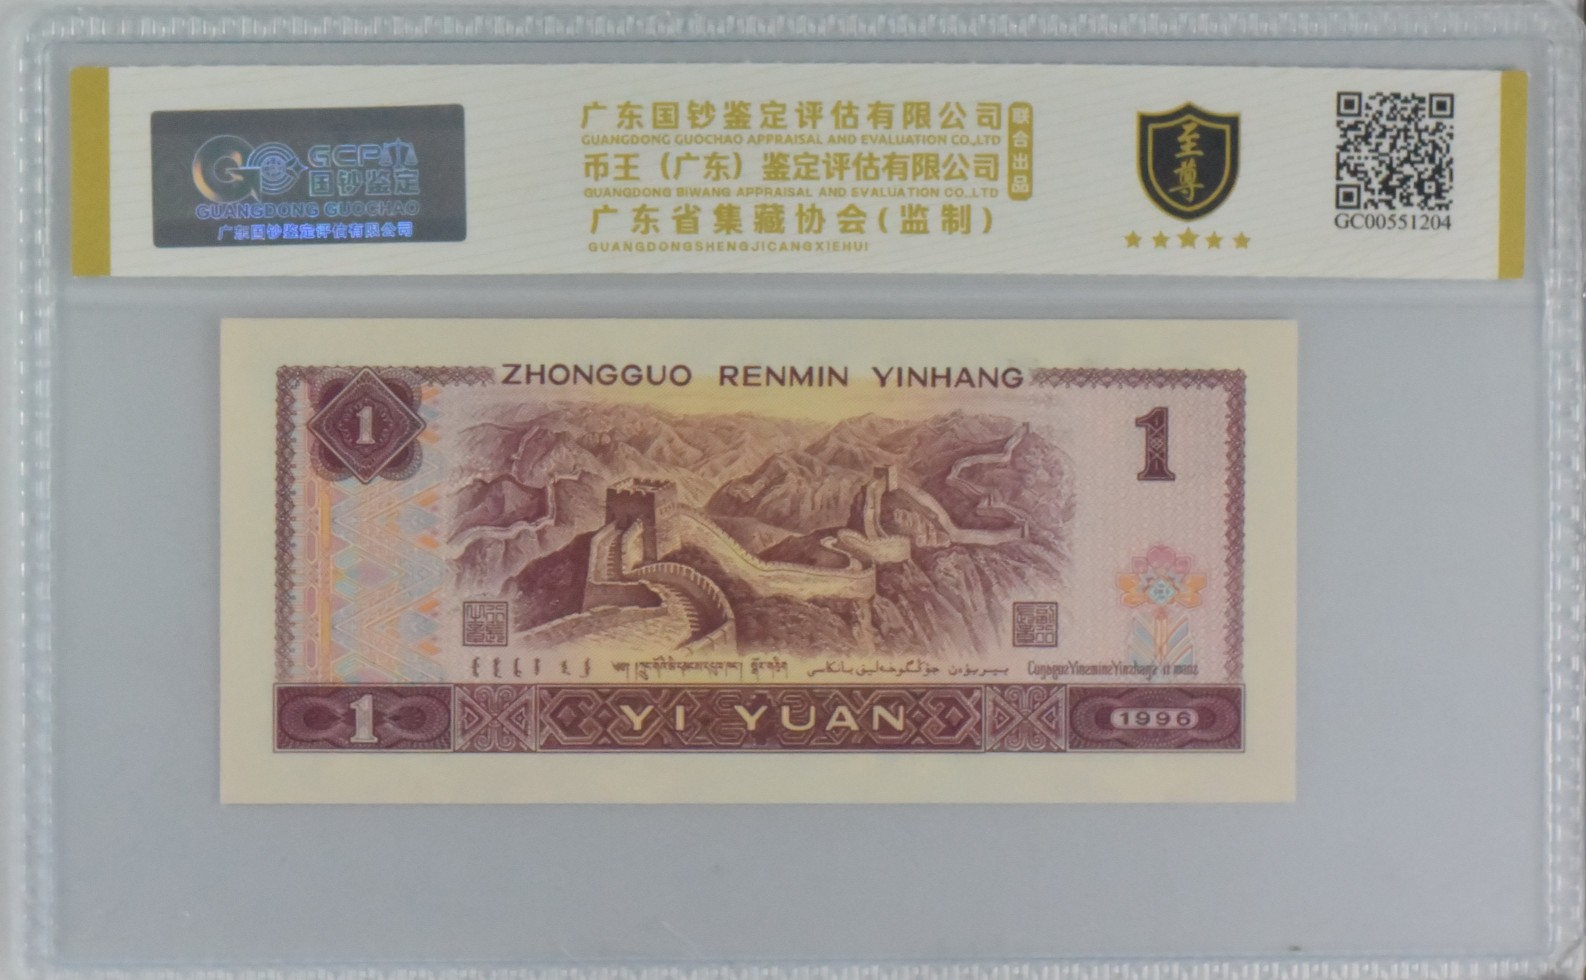 GCP
国钞鉴定
GUANGDONG GUOCHAO
广东国钞鉴定评估有限公司
广东国钞鉴定评估有限公司
GUANGDONG GUOCHAO APPRAISAL AND EVALUATION CO.,LTD
币王（广东）鉴定评估有限公司
GUANGDONG BIWANG APPRAISAL AND EVALUATION CO.,LTD
广东省集藏协会(监制)
GUANGDONGSHENGJICANGXIEHUI
联合出品
至尊
GC00551204
ZHONGGUO RENMIN YINHANG
1
1
1
YI YUAN
1996